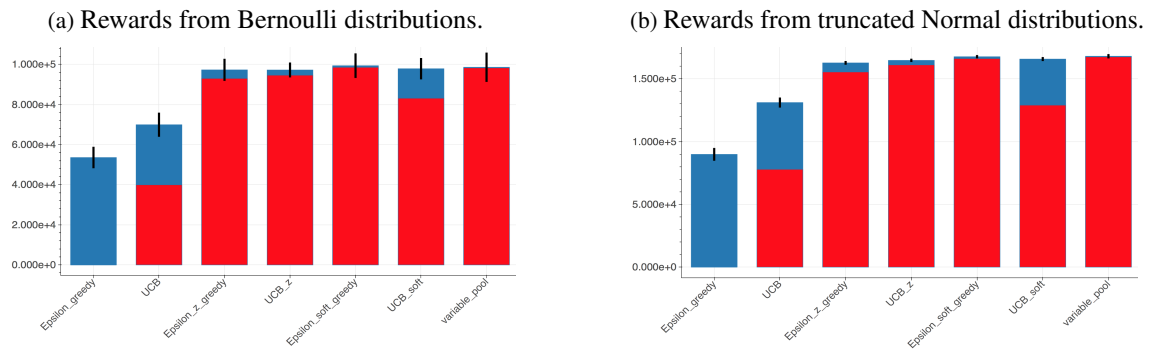 (a) Rewards from Bernoulli distributions.
1.000e+5
8.000e+4
6.000e+4
4.000e+4
2.000e+4
0.000e+0
Epsilon_greedy
UCB
Epsilon_z_greedy
UCB_z
Epsilon_soft_greedy
UCB_soft
variable_pool
(b) Rewards from truncated Normal distributions.
1.500e+5
1.000e+5
5.000e+4
0.000e+0
Epsilon_greedy
UCB
Epsilon_z_greedy
UCB_z
Epsilon_soft_greedy
UCB_soft
variable_pool